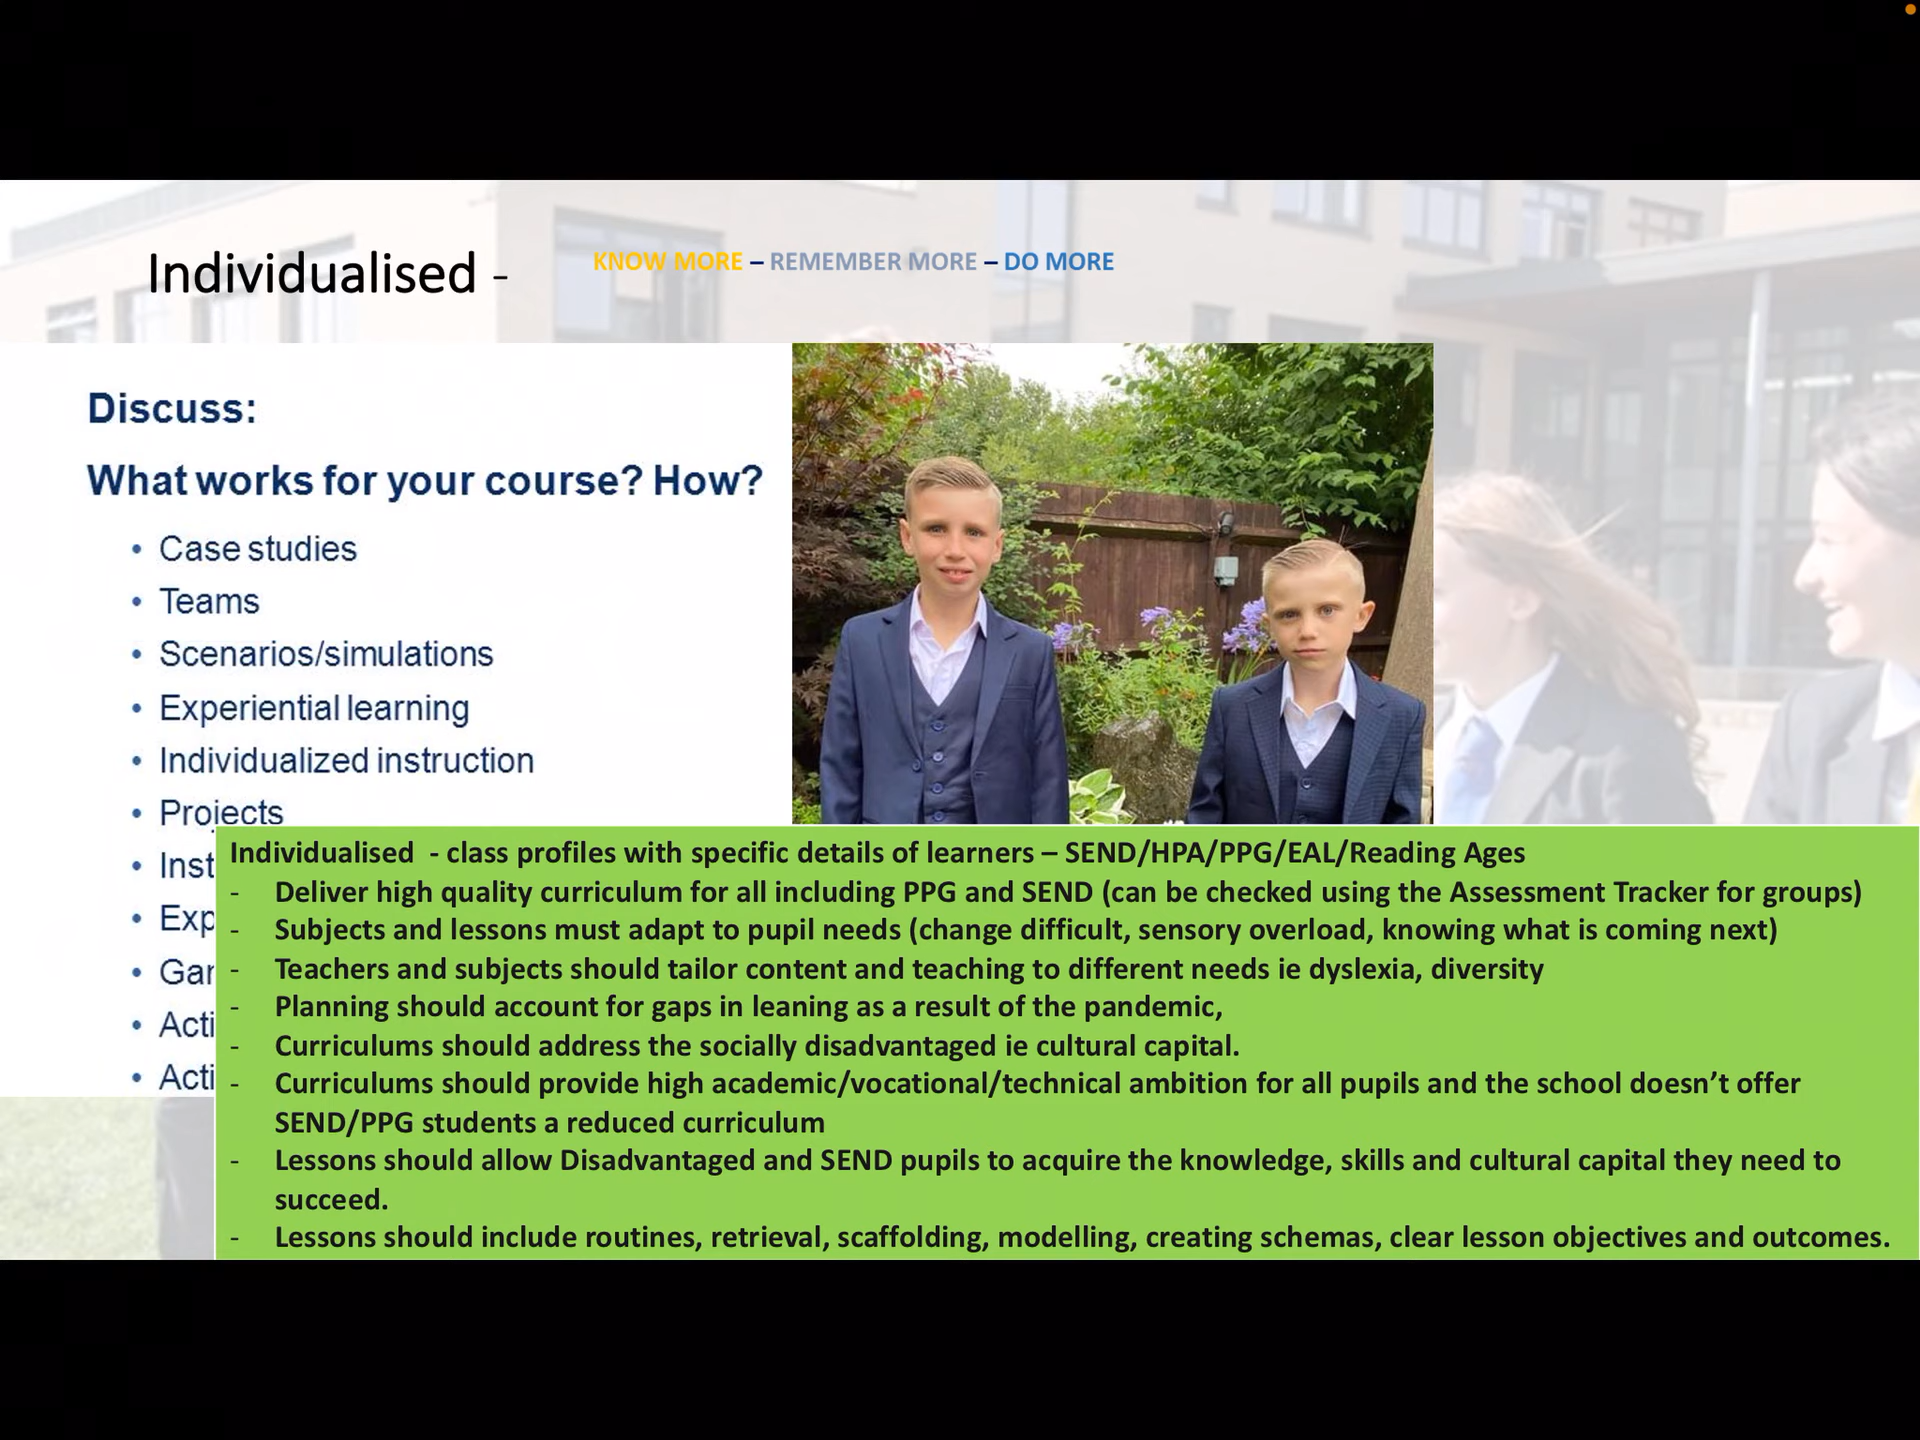 Individualised -
KNOW MORE – REMEMBER MORE – DO MORE
Discuss:
What works for your course? How?
• Case studies
• Teams
• Scenarios/simulations
• Experiential learning
• Individualized instruction
• Projects
• Inst
• Exp
•
• Acti
• Acti
Individualised - class profiles with specific details of learners – SEND/HPA/PPG/EAL/Reading Ages
- Deliver high quality curriculum for all including PPG and SEND (can be checked using the Assessment Tracker for groups)
- Subjects and lessons must adapt to pupil needs (change difficult, sensory overload, knowing what is coming next)
- Teachers and subjects should tailor content and teaching to different needs ie dyslexia, diversity
- Planning should account for gaps in leaning as a result of the pandemic,
- Curriculums should address the socially disadvantaged ie cultural capital.
- Curriculums should provide high academic/vocational/technical ambition for all pupils and the school doesn’t offer
SEND/PPG students a reduced curriculum
- Lessons should allow Disadvantaged and SEND pupils to acquire the knowledge, skills and cultural capital they need to
succeed.
- Lessons should include routines, retrieval, scaffolding, modelling, creating schemas, clear lesson objectives and outcomes.